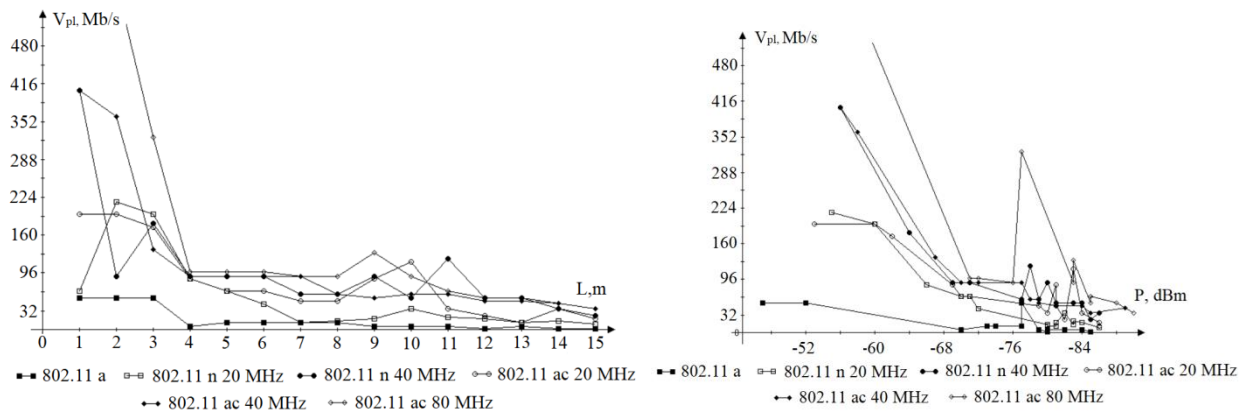 Vpl, Mb/s
480
416
352
288
224
160
96
32
L,m
0 1 2 3 4 5 6 7 8 9 10 11 12 13 14 15
802.11 a 802.11 n 20 MHz 802.11 n 40 MHz 802.11 ac 20 MHz
802.11 ac 40 MHz 802.11 ac 80 MHz
Vpl, Mb/s
480
416
352
288
224
160
96
32
P, dBm
-0
-52 -60 -68 -76 -84
802.11 a 802.11 n 20 MHz 802.11 n 40 MHz 802.11 ac 20 MHz
802.11 ac 40 MHz 802.11 ac 80 MHz